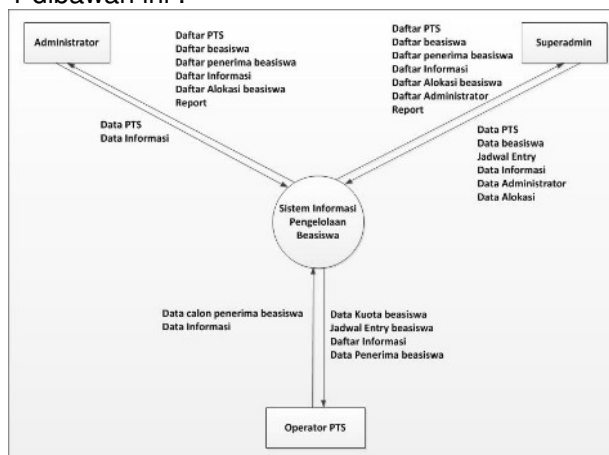 1 dibawah ini :
Administrator
Daftar PTS
Daftar beasiswa
Daftar penerima beasiswa
Daftar Informasi
Daftar Alokasi beasiswa
Report
Daftar PTS
Daftar beasiswa
Daftar penerima beasiswa
Daftar Informasi
Daftar Alokasi beasiswa
Daftar Administrator
Report
Superadmin
Data PTS
Data Informasi
Data PTS
Data beasiswa
Jadwal Entry
Data Informasi
Data Administrator
Data Alokasi
Sistem Informasi
Pengelolaan
Beasiswa
Data calon penerima beasiswa
Data Informasi
Data Kuota beasiswa
Jadwal Entry beasiswa
Daftar Informasi
Data Penerima beasiswa
Operator PTS